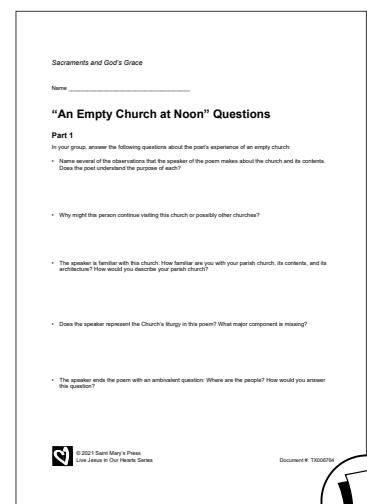 Sacraments and God's Grace
Name
“An Empty Church at Noon” Questions
Part 1
In your group, answer the following questions about the poet's experience of an empty church:
• Name several of the observations that the speaker of the poem makes about the church and its contents.
Does the poet understand the purpose of each?
• Why might this person continue visiting this church or possibly other churches?
• The speaker is familiar with this church. How familiar are you with your parish church, its contents, and its
architecture? How would you describe your parish church?
• Does the speaker represent the Church's liturgy in this poem? What major component is missing?
• The speaker ends the poem with an ambivalent question: Where are the people? How would you answer
this question?
© 2021 Saint Mary's Press
Live Jesus in Our Hearts Series
Document #: TX006764